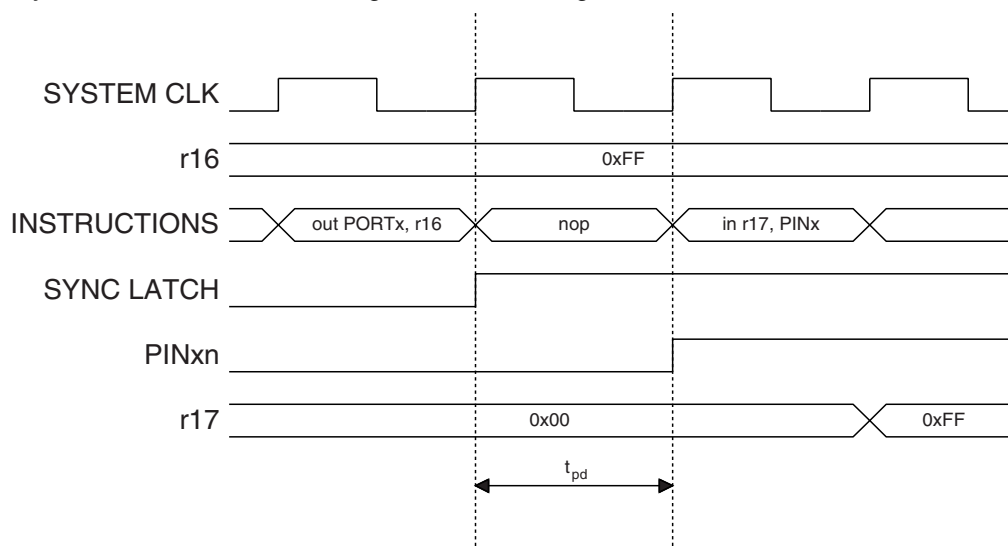 SYSTEM CLK
r16
0xFF
INSTRUCTIONS
out PORTx, r16
nop
in r17, PINx
SYNC LATCH
PINxn
r17
0x00
0xFF
tpd